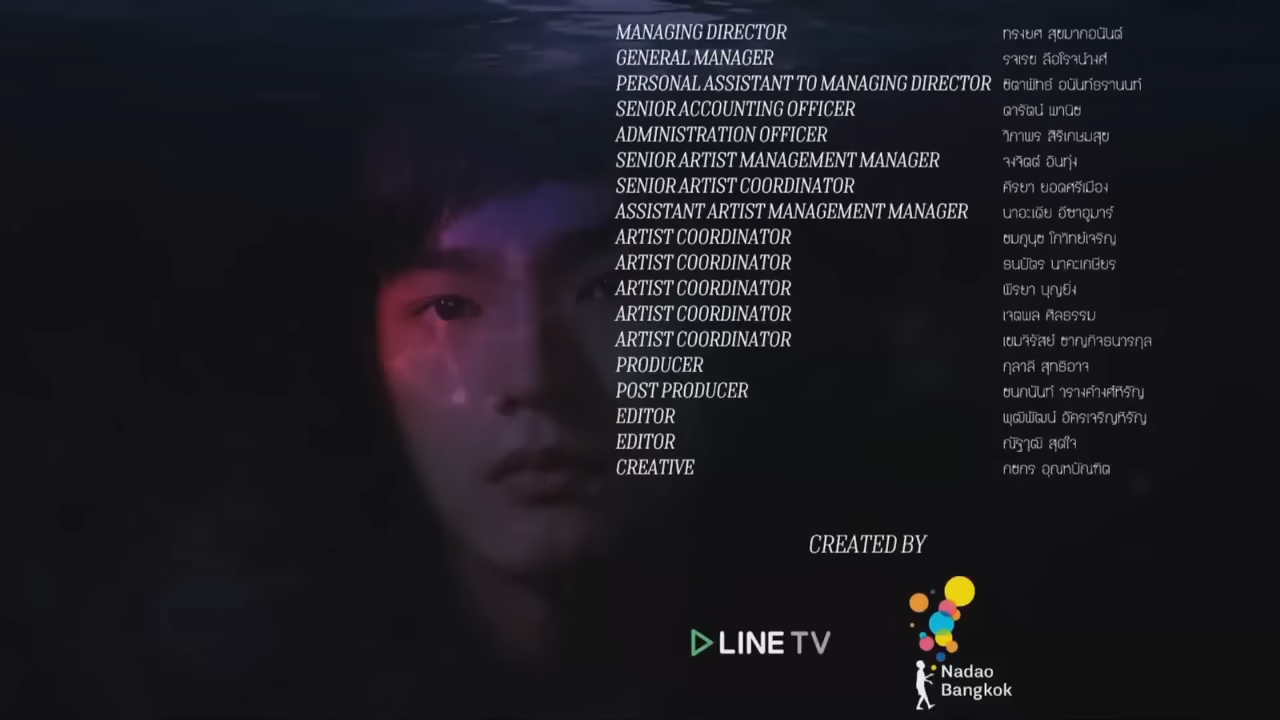 MANAGING DIRECTOR ทรงยศ สุขมากอนันต์
GENERAL MANAGER รจเรข ลือโรจน์วงศ์
PERSONAL ASSISTANT TO MANAGING DIRECTOR ชิดาพัทธ์ อนันท์ธรานนท์
SENIOR ACCOUNTING OFFICER ดารัตน์ พานิช
ADMINISTRATION OFFICER วิภาพร สิริเกษมสุข
SENIOR ARTIST MANAGEMENT MANAGER จงจิตต์ อินทุ่ง
SENIOR ARTIST COORDINATOR ศิรยา ยอดศรีเมือง
ASSISTANT ARTIST MANAGEMENT MANAGER นาอะเดีย อีซาอูมาร์
ARTIST COORDINATOR ชมภูนุช โกวิทย์เจริญ
ARTIST COORDINATOR ธนบัตร นาคะเกษียร
ARTIST COORDINATOR พีรยา บุญยิ่ง
ARTIST COORDINATOR เจตพล ศิลธรรม
ARTIST COORDINATOR เขมจิรัสย์ ชาญกิจธนารกุล
PRODUCER กุลาลี สุทธิอาจ
POST PRODUCER ชนกนันท์ วรางค์วงศ์หิรัญ
EDITOR พุฒิพัฒน์ อัครเจริญหิรัญ
EDITOR ณัฐวุฒิ สุดใจ
CREATIVE กชกร อุณหบัณฑิต
CREATED BY
LINE TV
Nadao
Bangkok